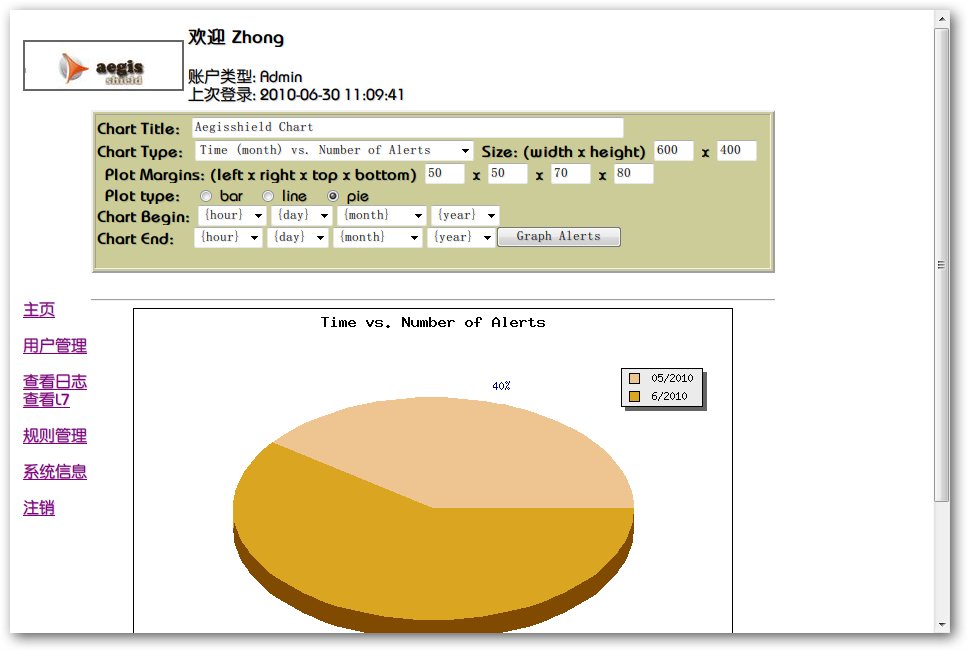 欢迎 Zhong
aegis
shield
账户类型: Admin
上次登录: 2010-06-30 11:09:41
Chart Title: Aegisshield Chart
Chart Type: Time (month) vs. Number of Alerts Size: (width x height) 600 x 400
Plot Margins: (left x right x top x bottom) 50 x 50 x 70 x 80
Plot type: bar line pie
Chart Begin: {hour} {day} {month} {year}
Chart End: {hour} {day} {month} {year} Graph Alerts
主页
用户管理
查看日志
查看l7
规则管理
系统信息
注销
Time vs. Number of Alerts
40%
05/2010
6/2010